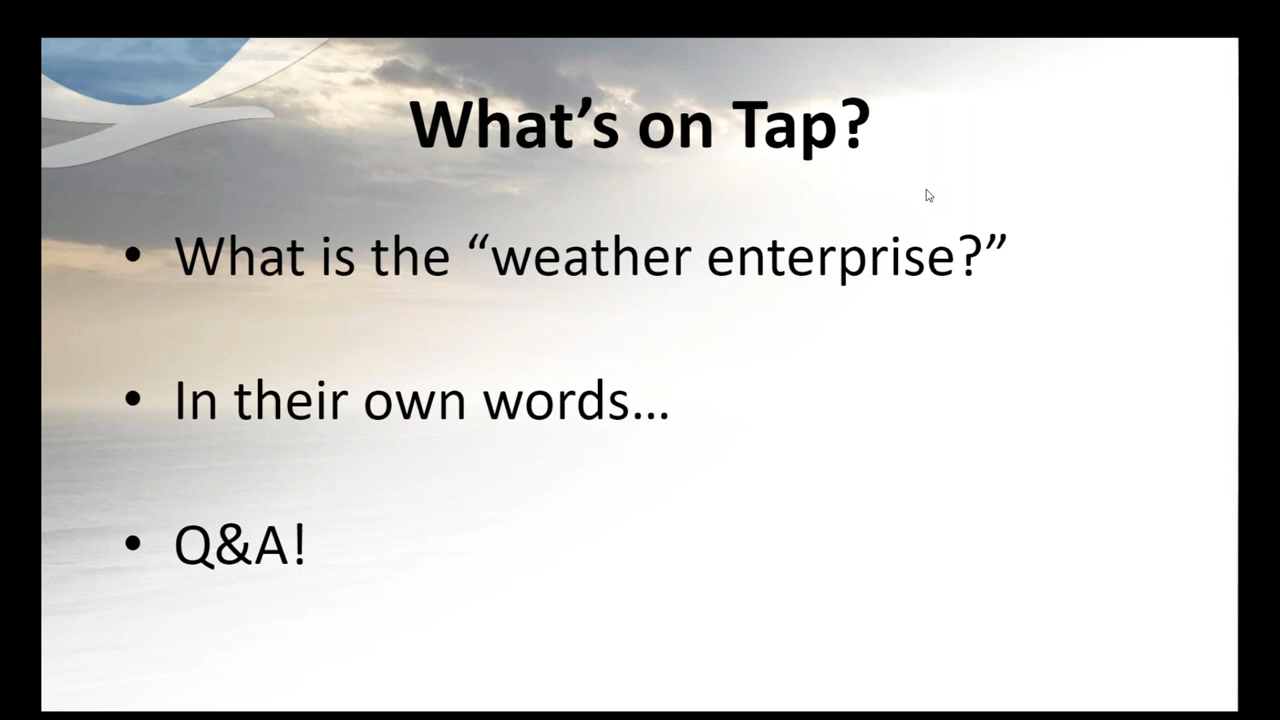 What’s on Tap?
• What is the “weather enterprise?”
• In their own words...
• Q&A!